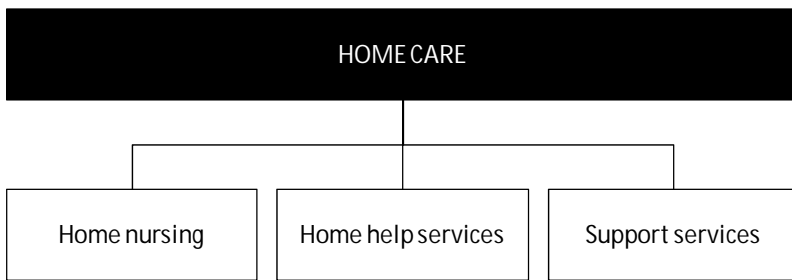 HOME CARE
Home nursing
Home help services
Support services